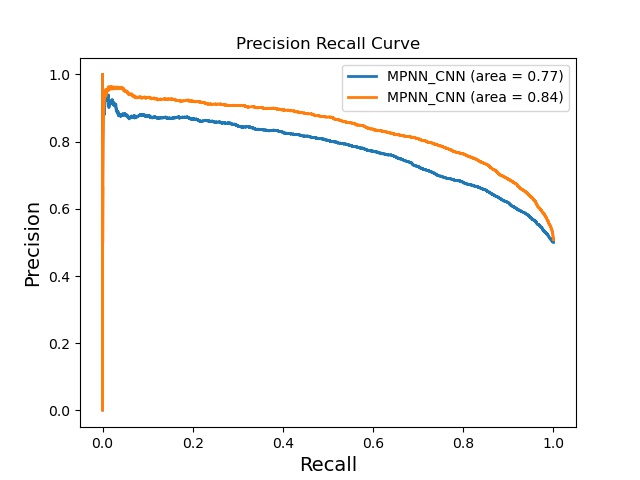 Precision Recall Curve
MPNN_CNN (area = 0.77)
MPNN_CNN (area = 0.84)
1.0
0.8
0.6
0.4
0.2
0.0
Precision
0.0 0.2 0.4 0.6 0.8 1.0
Recall